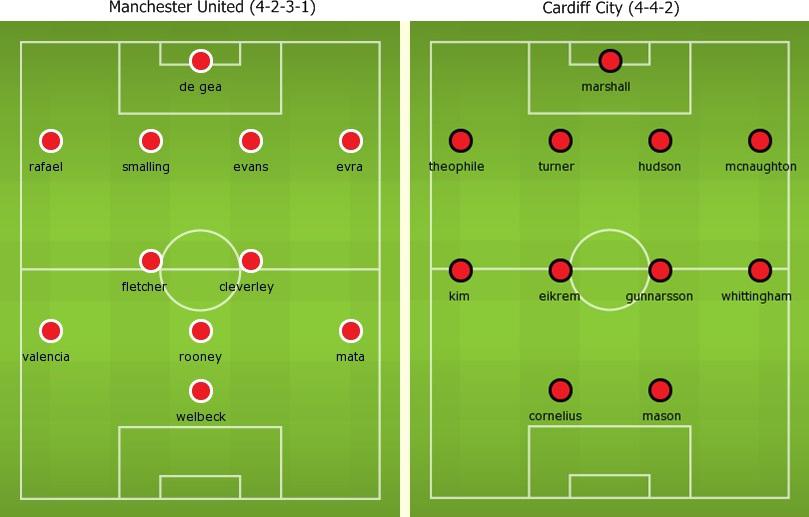 Manchester United (4-2-3-1)
de gea
rafael smalling evans evra
fletcher cleverley
valencia rooney mata
welbeck
Cardiff City (4-4-2)
marshall
theophile turner hudson mcnaughton
kim eikrem gunnarsson whittingham
cornelius mason